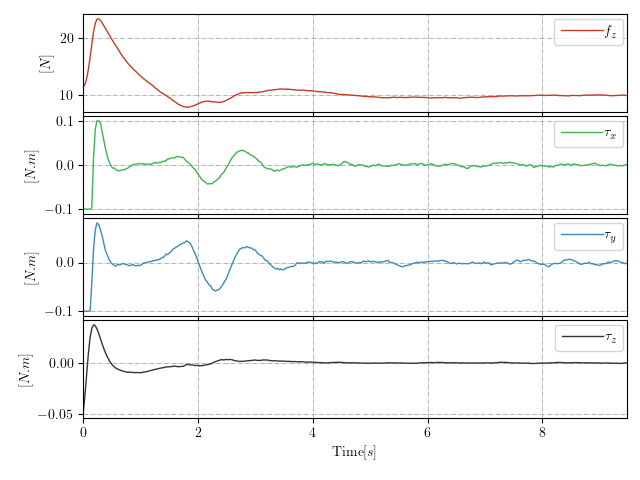 20
10
[N]
f_z
0.1
0.0
−0.1
[N.m]
τ_x
0.0
−0.1
[N.m]
τ_y
0.00
−0.05
[N.m]
τ_z
0 2 4 6 8
Time[s]